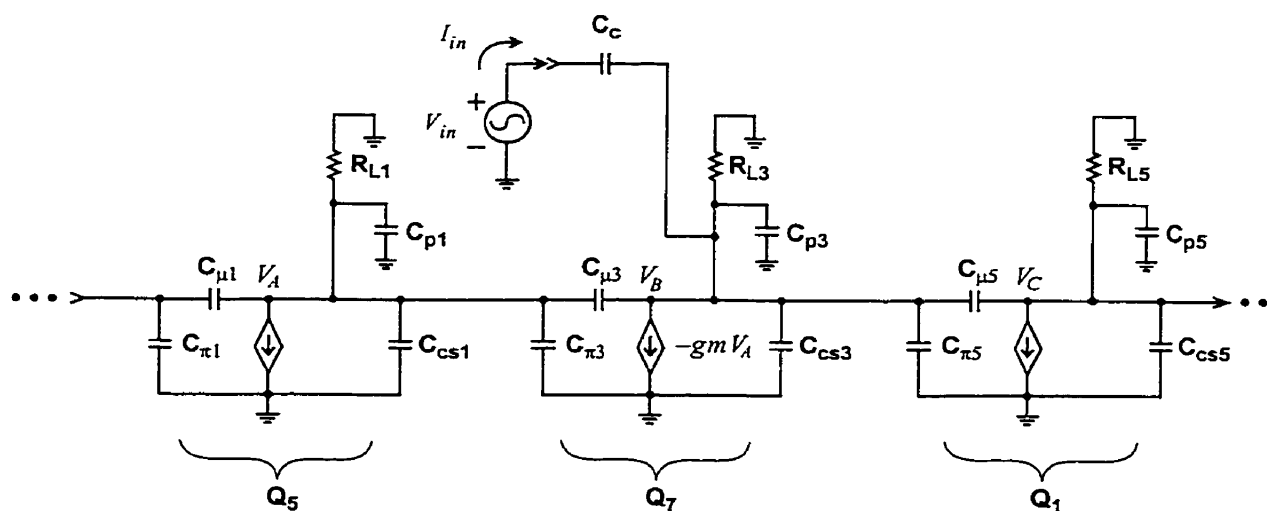 I_in
C_c
V_in
+
−
R_L1
R_L3
R_L5
C_p1
C_p3
C_p5
C_μ1
V_A
C_μ3
V_B
C_μ5
V_C
C_π1
C_cs1
C_π3
−gm V_A
C_cs3
C_π5
C_cs5
Q_5
Q_7
Q_1